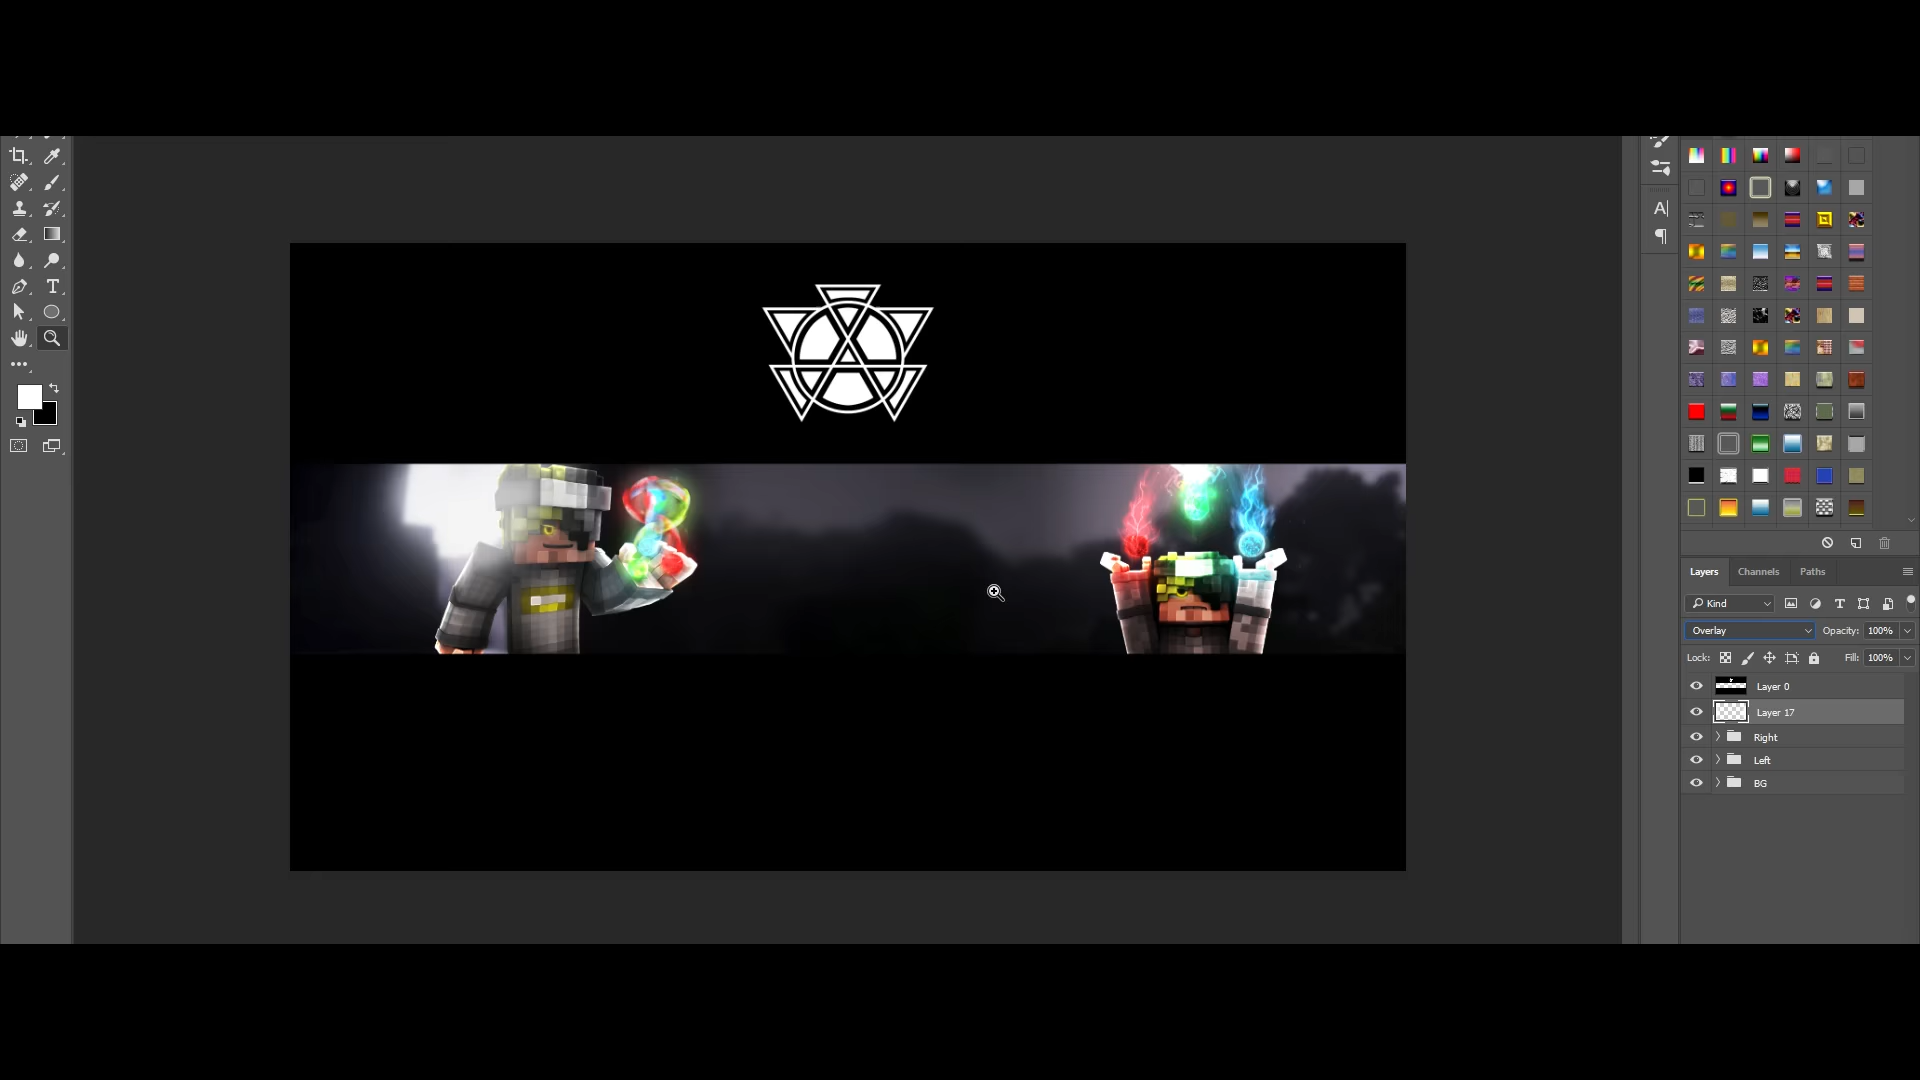 Layers Channels Paths
Kind
Overlay Opacity: 100%
Lock: Fill: 100%
Layer 0
Layer 17
Right
Left
BG